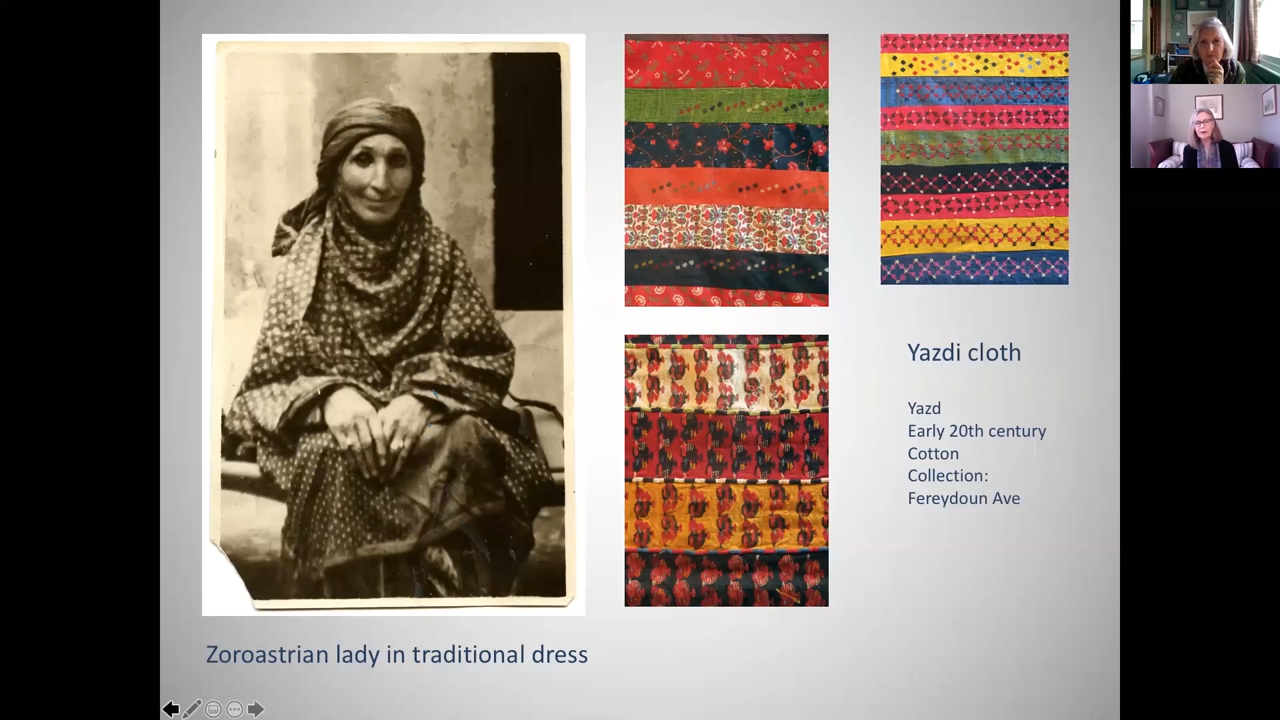 Yazdi cloth
Yazd
Early 20th century
Cotton
Collection:
Fereydoun Ave
Zoroastrian lady in traditional dress